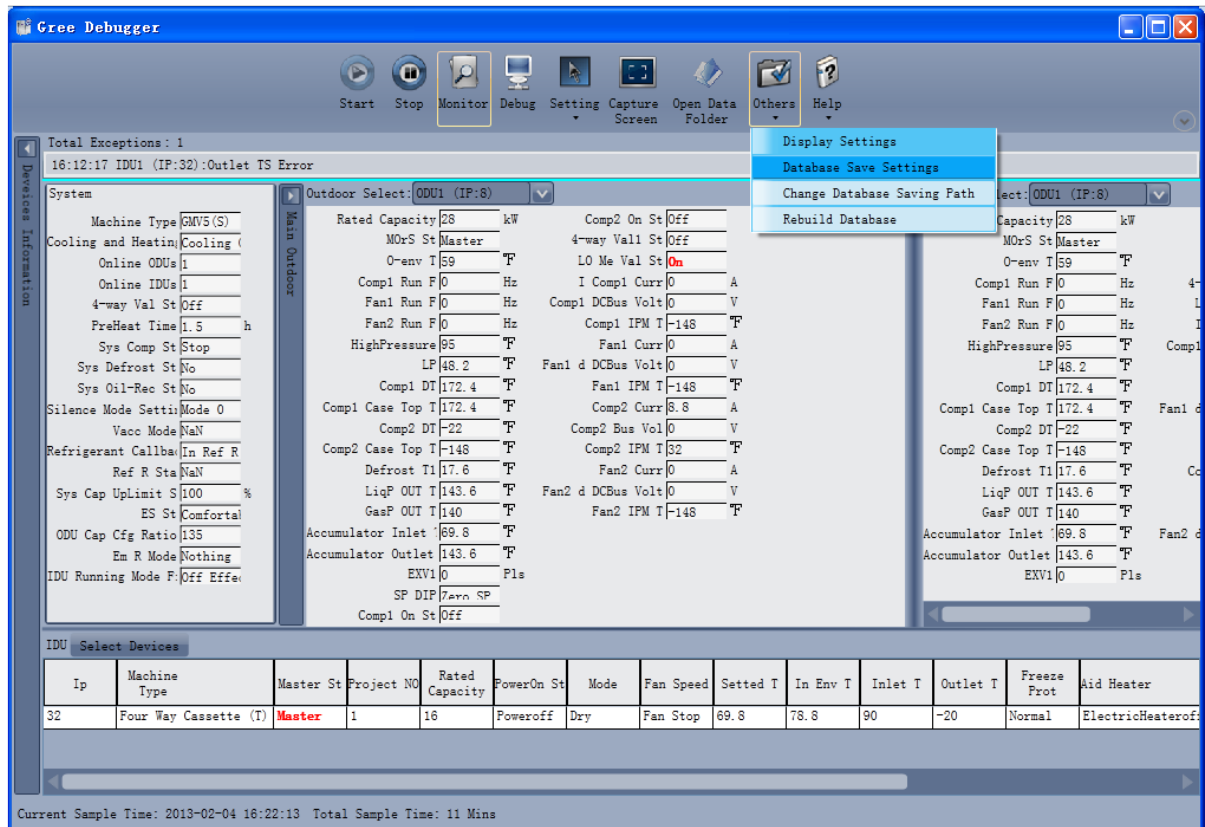 Gree Debugger
Start Stop Monitor Debug Setting Capture Screen Open Data Folder Others Help
Display Settings
Database Save Settings
Change Database Saving Path
Rebuild Database
Total Exceptions: 1
16:12:17 IDU1 (IP:32):Outlet TS Error
Deveices Information
System
Machine Type GMV5(S)
Cooling and Heatin Cooling (
Online ODUs 1
Online IDUs 1
4-way Val St Off
PreHeat Time 1.5 h
Sys Comp St Stop
Sys Defrost St No
Sys Oil-Rec St No
Silence Mode Setti Mode 0
Vacc Mode NaN
Refrigerant Callba In Ref R
Ref R Sta NaN
Sys Cap UpLimit S 100 %
ES St Comforta
ODU Cap Cfg Ratio 135
Em R Mode Nothing
IDU Running Mode F: Off Effe
Main Outdoor
Outdoor Select: ODU1 (IP:8)
Rated Capacity 28 kW
MOrS St Master
O-env T 59 ℉
Comp1 Run F 0 Hz
Fan1 Run F 0 Hz
Fan2 Run F 0 Hz
HighPressure 95 ℉
LP 48.2 ℉
Comp1 DT 172.4 ℉
Comp1 Case Top T 172.4 ℉
Comp2 DT -22 ℉
Comp2 Case Top T -148 ℉
Defrost T1 17.6 ℉
LiqP OUT T 143.6 ℉
GasP OUT T 140 ℉
Accumulator Inlet 69.8 ℉
Accumulator Outlet 143.6 ℉
EXV1 0 Pls
SP DIP Zero SP
Comp1 On St Off
Comp2 On St Off
4-way Val1 St Off
LO Me Val St On
I Comp1 Curr 0 A
Comp1 DCBus Volt 0 V
Comp1 IPM T -148 ℉
Fan1 Curr 0 A
Fan1 d DCBus Volt 0 V
Fan1 IPM T -148 ℉
Comp2 Curr 8.8 A
Comp2 Bus Vol 0 V
Comp2 IPM T 32 ℉
Fan2 Curr 0 A
Fan2 d DCBus Volt 0 V
Fan2 IPM T -148 ℉
lect: ODU1 (IP:8)
Capacity 28 kW
MOrS St Master
O-env T 59 ℉
Comp1 Run F 0 Hz 4-
Fan1 Run F 0 Hz L
Fan2 Run F 0 Hz I
HighPressure 95 ℉ Comp1
LP 48.2 ℉
Comp1 DT 172.4 ℉
Comp1 Case Top T 172.4 ℉ Fan1 d
Comp2 DT -22 ℉
Comp2 Case Top T -148 ℉
Defrost T1 17.6 ℉ Co
LiqP OUT T 143.6 ℉
GasP OUT T 140 ℉
Accumulator Inlet 69.8 ℉ Fan2 d
Accumulator Outlet 143.6 ℉
EXV1 0 Pls
IDU Select Devices
Ip Machine Type Master St Project NO Rated Capacity PowerOn St Mode Fan Speed Setted T In Env T Inlet T Outlet T Freeze Prot Aid Heater
32 Four Way Cassette (T) Master 1 16 Poweroff Dry Fan Stop 69.8 78.8 90 -20 Normal ElectricHeaterof
Current Sample Time: 2013-02-04 16:22:13 Total Sample Time: 11 Mins